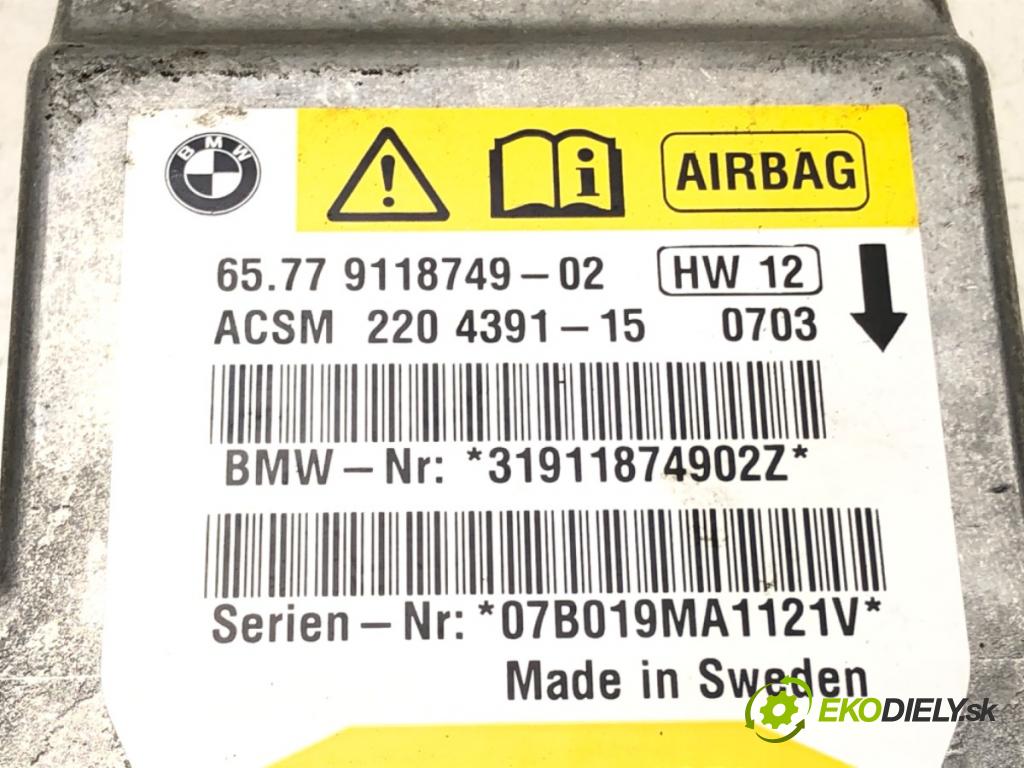 BMW
AIRBAG
65.77 9118749-02 HW 12
ACSM 220 4391-15 0703
BMW-Nr: *31911874902Z*
Serien-Nr: *07B019MA1121V*
Made in Sweden
EKODIELY.sk